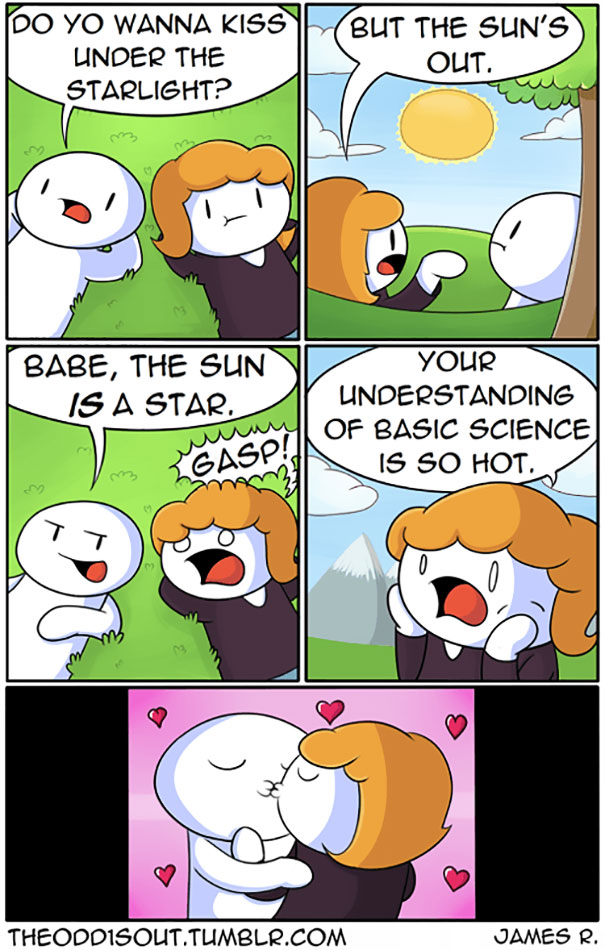 DO YO WANNA KISS
UNDER THE
STARLIGHT?
BUT THE SUN'S
OUT.
BABE, THE SUN
IS A STAR.
GASP!
YOUR
UNDERSTANDING
OF BASIC SCIENCE
IS SO HOT.
THEODD1SOUT.TUMBLR.COM
JAMES R.